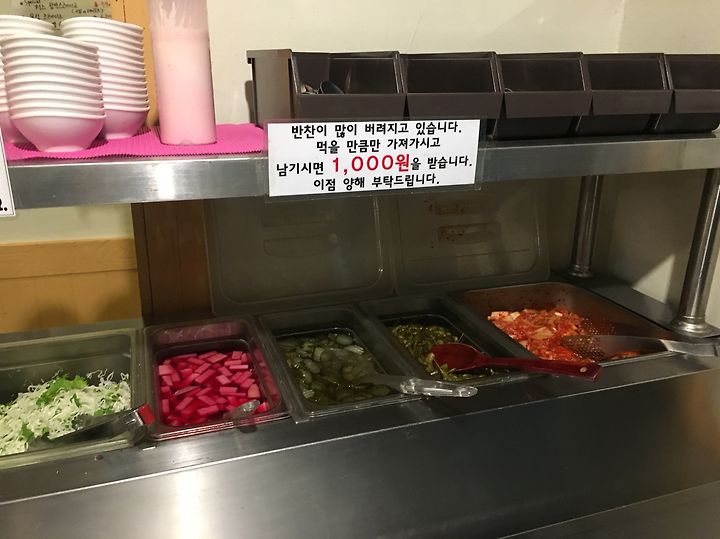 반찬이 많이 버려지고 있습니다.
먹을 만큼만 가져가시고
남기시면 1,000원을 받습니다.
이점 양해 부탁드립니다.